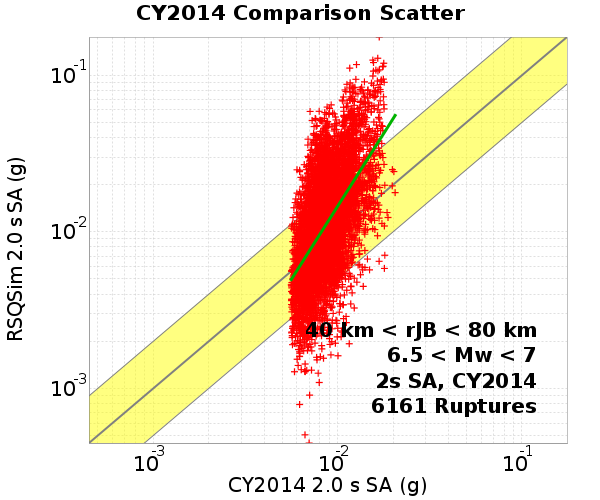 CY2014 Comparison Scatter
RSQSim 2.0 s SA (g)
10-1
10-2
10-3
40 km < rJB < 80 km
6.5 < Mw < 7
2s SA, CY2014
6161 Ruptures
10-3 10-2 10-1
CY2014 2.0 s SA (g)